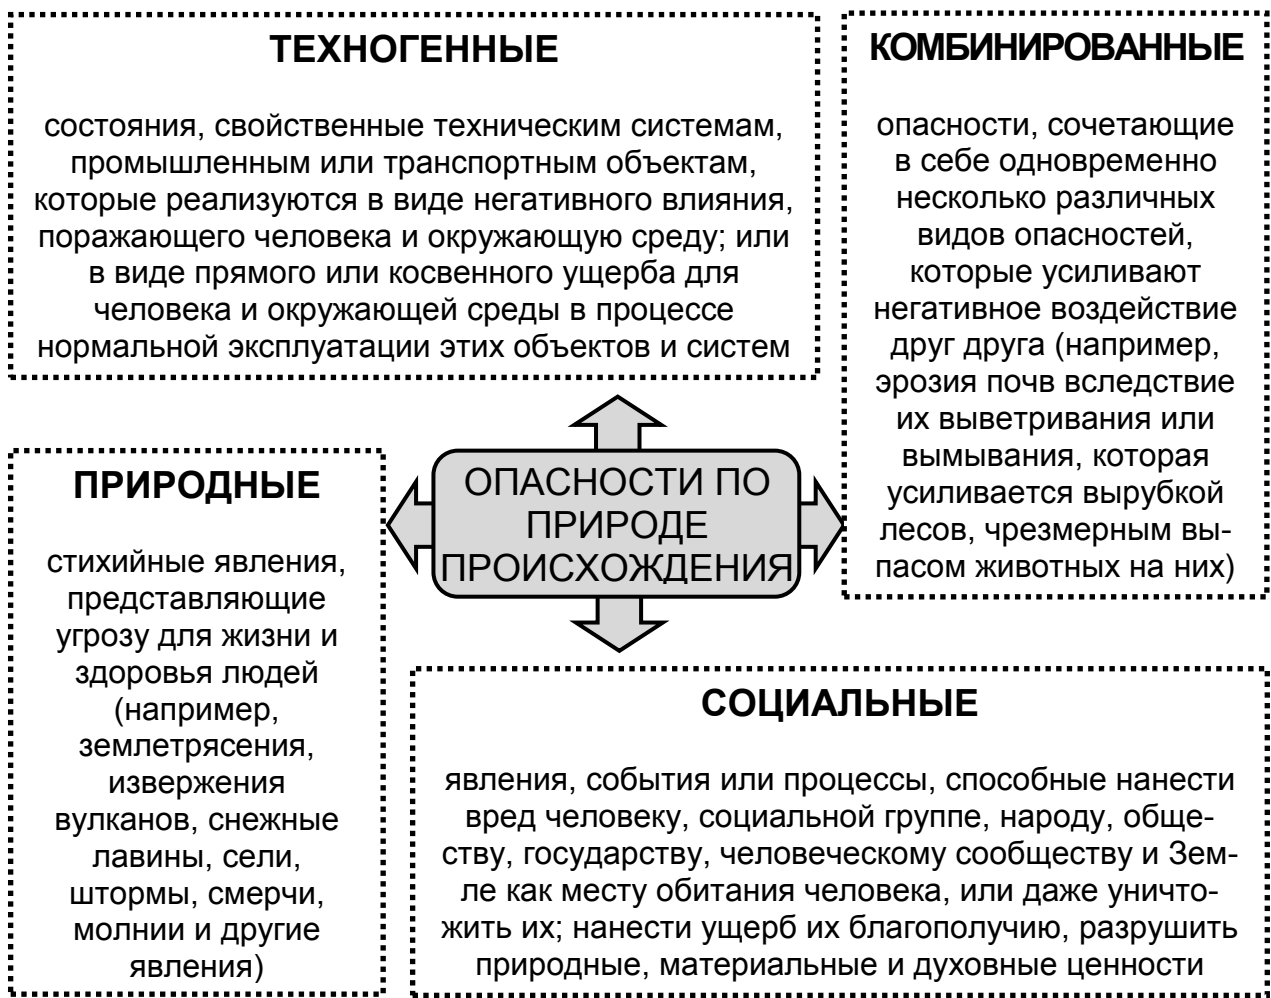 ТЕХНОГЕННЫЕ
состояния, свойственные техническим системам,
промышленным или транспортным объектам,
которые реализуются в виде негативного влияния,
поражающего человека и окружающую среду; или
в виде прямого или косвенного ущерба для
человека и окружающей среды в процессе
нормальной эксплуатации этих объектов и систем
КОМБИНИРОВАННЫЕ
опасности, сочетающие
в себе одновременно
несколько различных
видов опасностей,
которые усиливают
негативное воздействие
друг друга (например,
эрозия почв вследствие
их выветривания или
вымывания, которая
усиливается вырубкой
лесов, чрезмерным вы-
пасом животных на них)
ОПАСНОСТИ ПО
ПРИРОДЕ
ПРОИСХОЖДЕНИЯ
ПРИРОДНЫЕ
стихийные явления,
представляющие
угрозу для жизни и
здоровья людей
(например,
землетрясения,
извержения
вулканов, снежные
лавины, сели,
штормы, смерчи,
молнии и другие
явления)
СОЦИАЛЬНЫЕ
явления, события или процессы, способные нанести
вред человеку, социальной группе, народу, обще-
ству, государству, человеческому сообществу и Зем-
ле как месту обитания человека, или даже уничто-
жить их; нанести ущерб их благополучию, разрушить
природные, материальные и духовные ценности